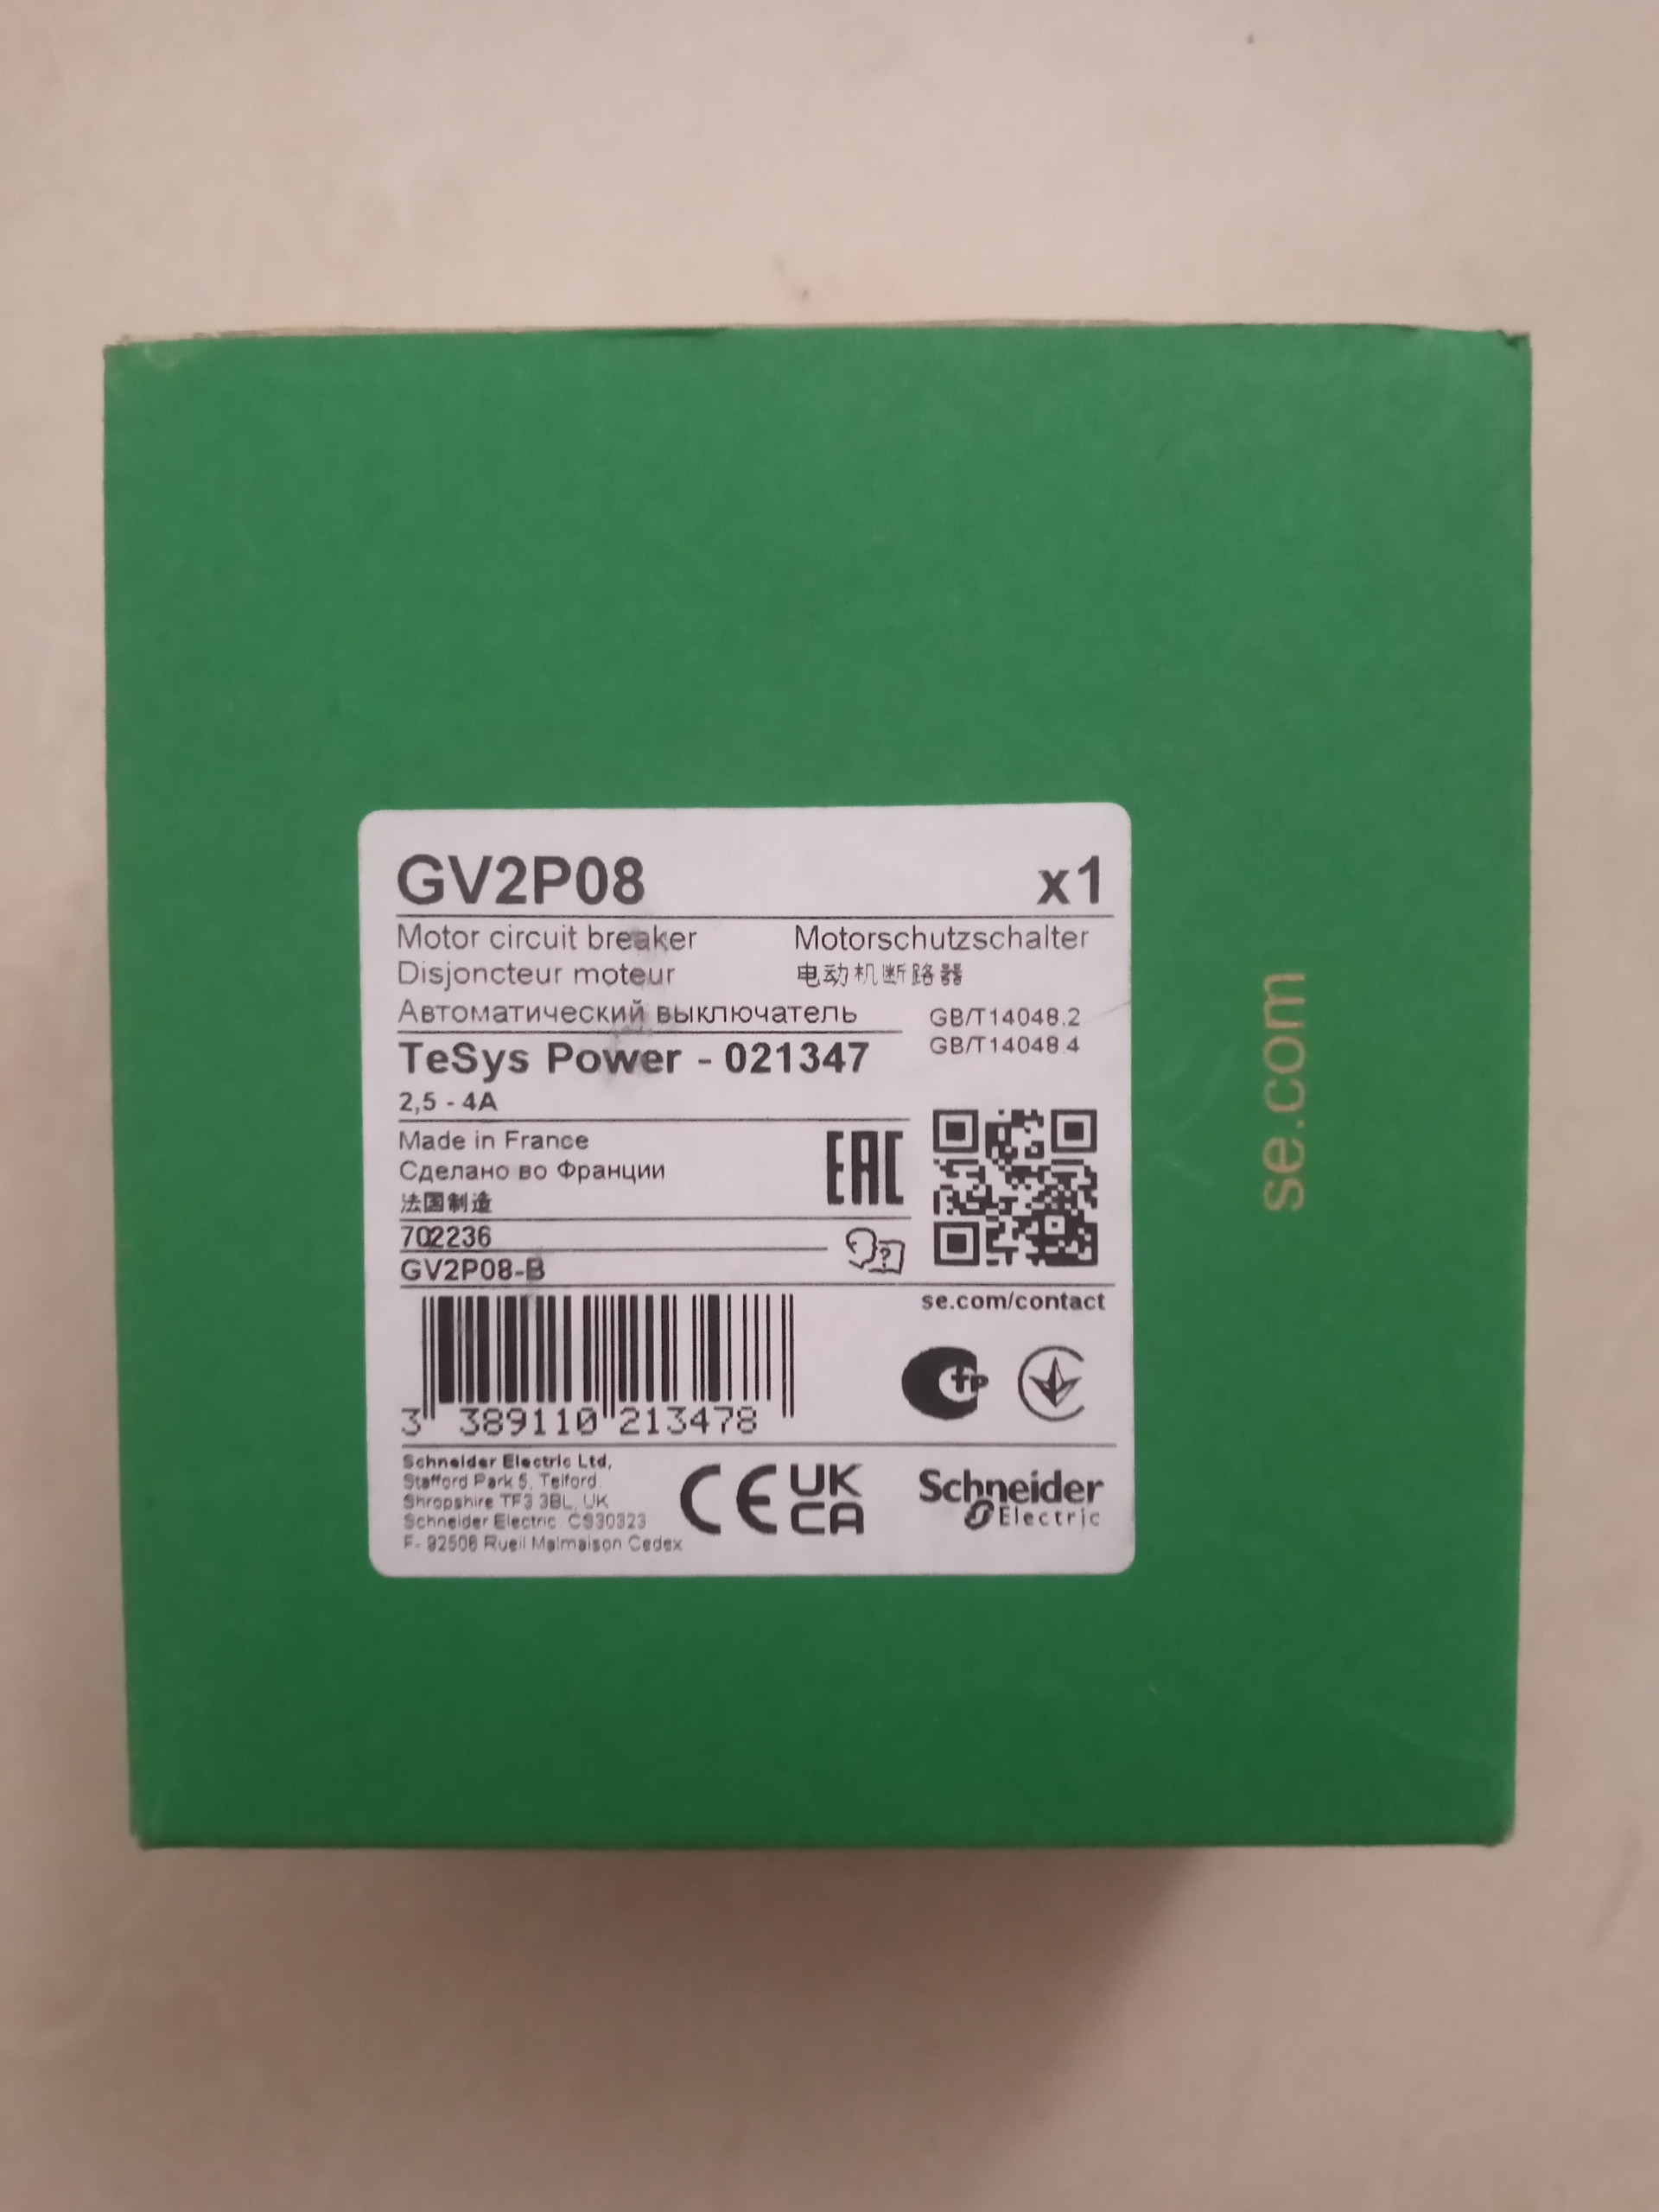 GV2P08 x1
Motor circuit breaker Motorschutzschalter
Disjoncteur moteur 电动机断路器
Автоматический выключатель GB/T14048.2
GB/T14048.4
TeSys Power - 021347
2,5 - 4A
Made in France
Сделано во Франции
法国制造
EAC
702236
GV2P08-B
?
se.com/contact
3 389110 213478
Schneider Electric Ltd,
Stafford Park 5, Telford
Shropshire TF3 3BL, UK
Schneider Electric CS30323
F- 92506 Rueil Malmaison Cedex
CE UK
CA
Schneider
Electric
se.com